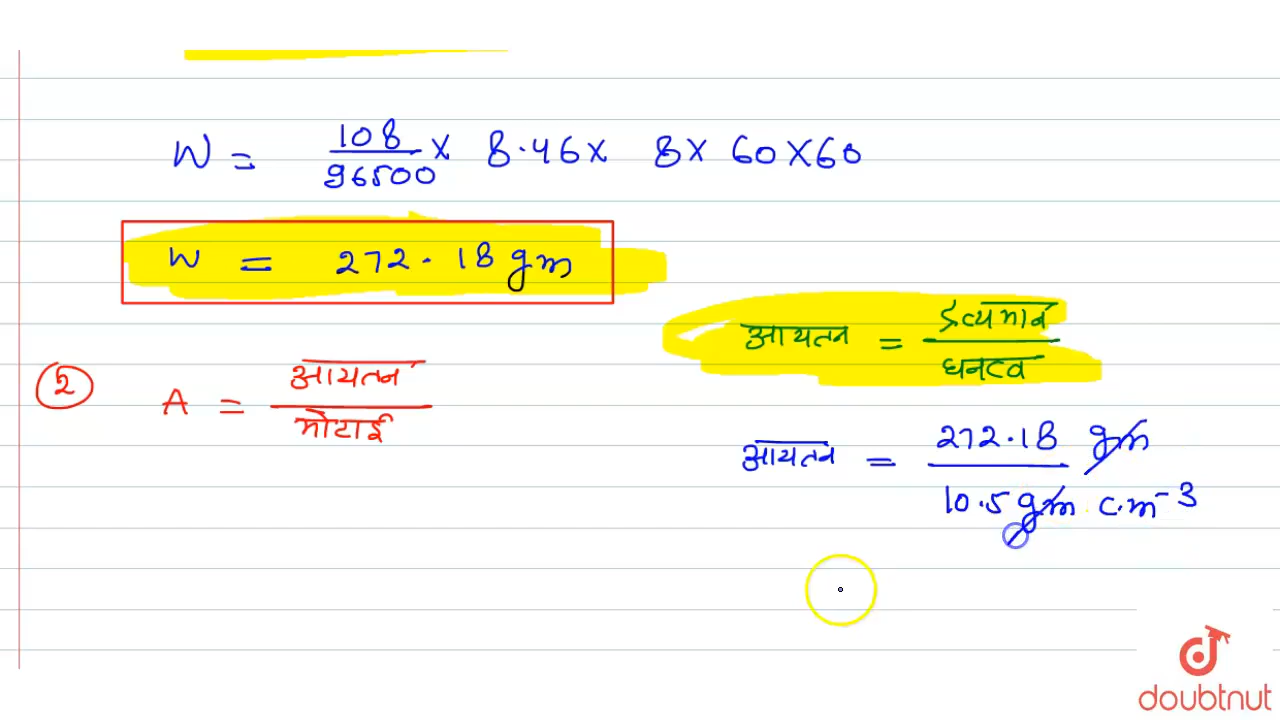 W = 108/96500 × 8.46 × 8 × 60 × 60
W = 272.18 gm
आयतन = द्रव्यमान/घनत्व
2 A = आयतन/मोटाई
आयतन = 272.18 gm/10.5 gm c.m⁻³
doubtnut